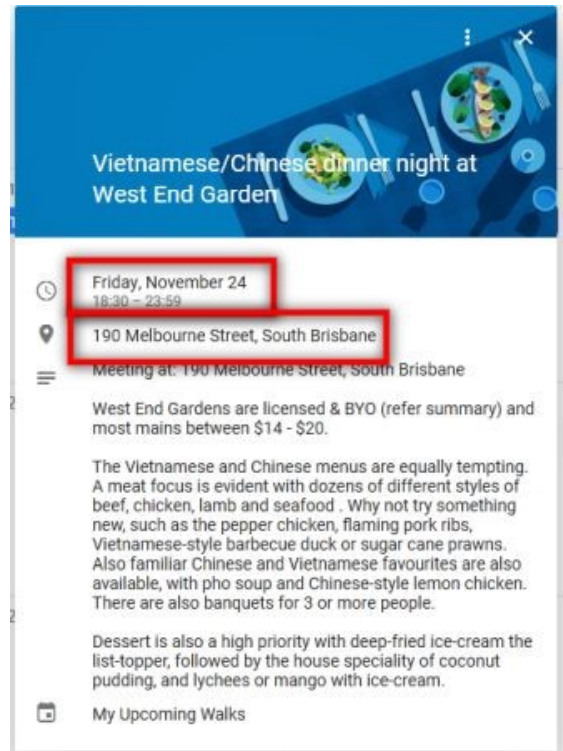 Vietnamese/Chinese dinner night at
West End Garden
Friday, November 24
18:30 – 23:59
190 Melbourne Street, South Brisbane
Meeting at: 190 Melbourne Street, South Brisbane
West End Gardens are licensed & BYO (refer summary) and
most mains between $14 - $20.
The Vietnamese and Chinese menus are equally tempting.
A meat focus is evident with dozens of different styles of
beef, chicken, lamb and seafood . Why not try something
new, such as the pepper chicken, flaming pork ribs,
Vietnamese-style barbecue duck or sugar cane prawns.
Also familiar Chinese and Vietnamese favourites are also
available, with pho soup and Chinese-style lemon chicken.
There are also banquets for 3 or more people.
Dessert is also a high priority with deep-fried ice-cream the
list-topper, followed by the house speciality of coconut
pudding, and lychees or mango with ice-cream.
My Upcoming Walks